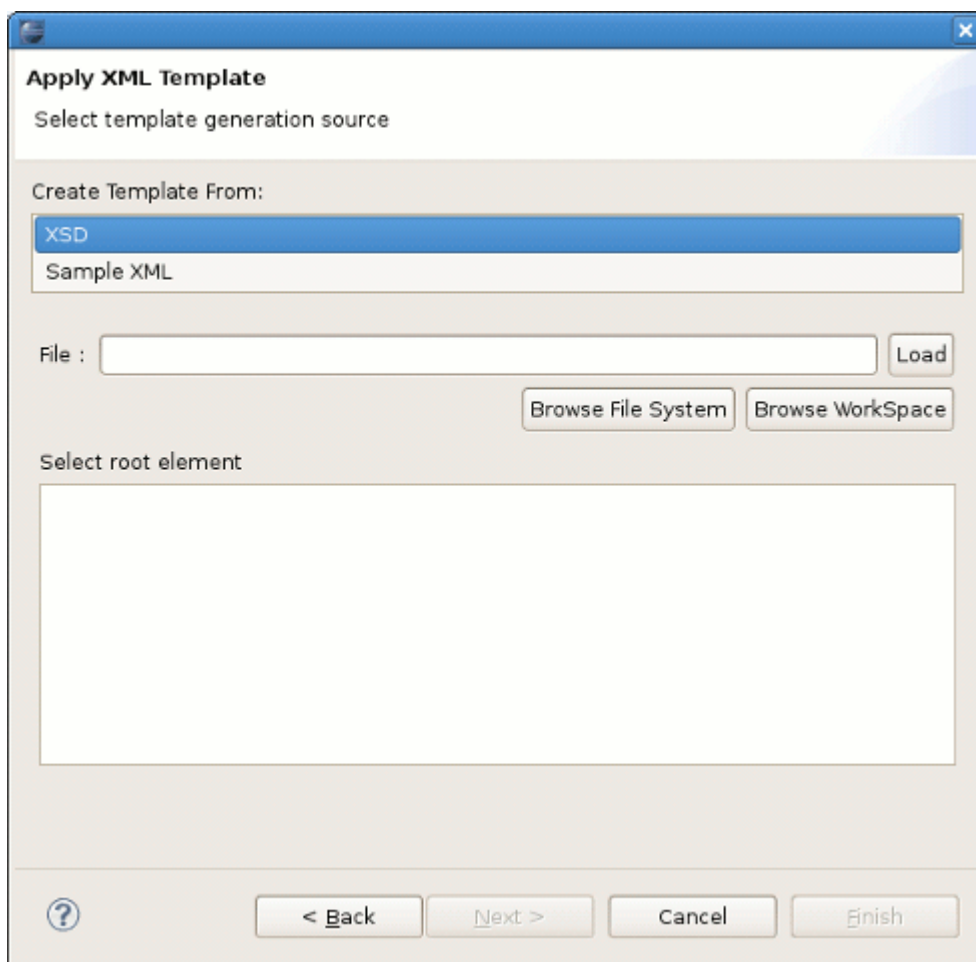 Apply XML Template
Select template generation source
Create Template From:
XSD
Sample XML
File :
Load
Browse File System
Browse WorkSpace
Select root element
?
< Back
Next >
Cancel
Finish